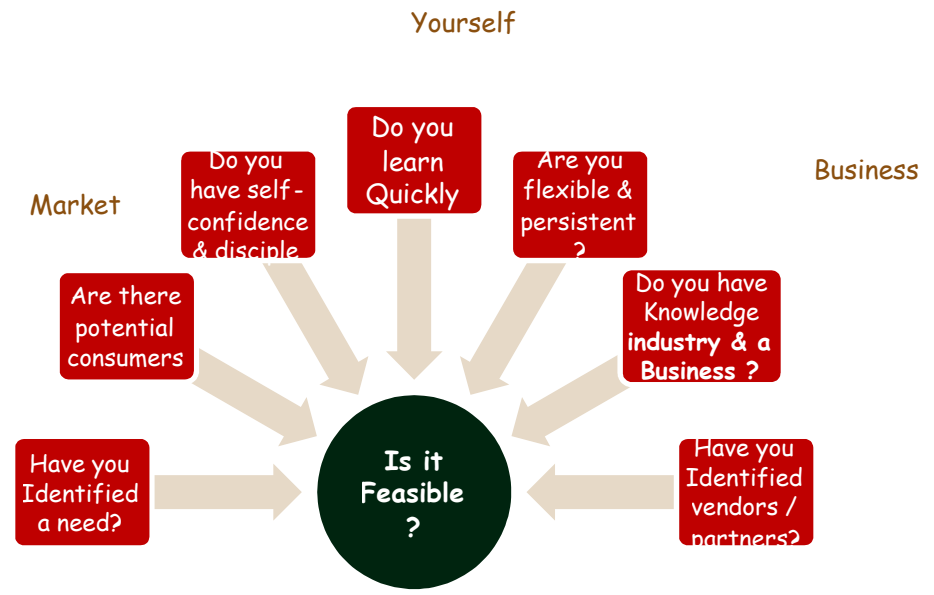 Yourself
Business
Market
Do you
learn
Quickly
Do you
have self-
confidence
& disciple
Are you
flexible &
persistent
?
Are there
potential
consumers
Do you have
Knowledge
industry & a
Business ?
Have you
Identified
a need?
Is it
Feasible
?
Have you
Identified
vendors /
partners?